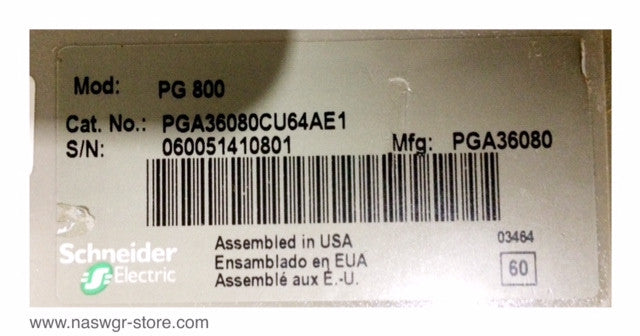 Mod: PG 800
Cat. No.: PGA36080CU64AE1
S/N: 060051410801 Mfg: PGA36080
Schneider
Electric
Assembled in USA
Ensamblado en EUA
Assemblé aux É.-U.
03464
60
www.naswgr-store.com